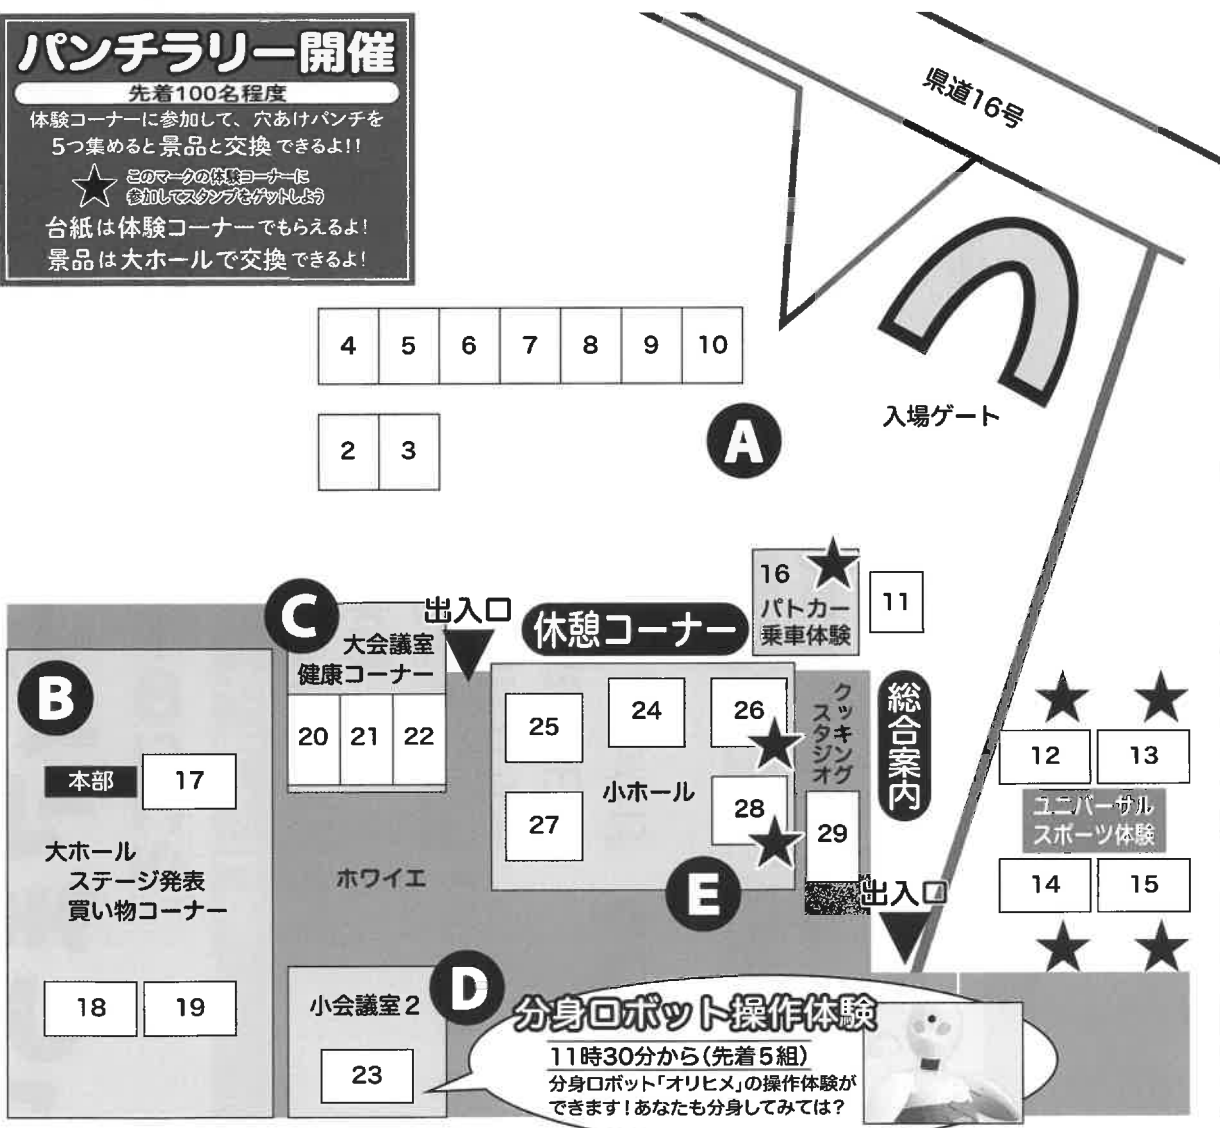 パンチラリー開催
先着100名程度
体験コーナーに参加して、穴あけパンチを
5つ集めると景品と交換できるよ!!
このマークの体験コーナーに
参加してスタンプをゲットしよう
台紙は体験コーナーでもらえるよ!
景品は大ホールで交換できるよ!
県道16号
入場ゲート
4 5 6 7 8 9 10
2 3
A
16
パトカー
乗車体験
11
C
大会議室
健康コーナー
20 21 22
出入口
休憩コーナー
B
本部 17
大ホール
ステージ発表
買い物コーナー
18 19
ホワイエ
25 24 26
小ホール
27 28
E
クッキング
スタジオ
29
総合案内
出入口
12 13
ユニバーサル
スポーツ体験
14 15
D
小会議室2
23
分身ロボット操作体験
11時30分から(先着5組)
分身ロボット「オリヒメ」の操作体験が
できます!あなたも分身してみては?